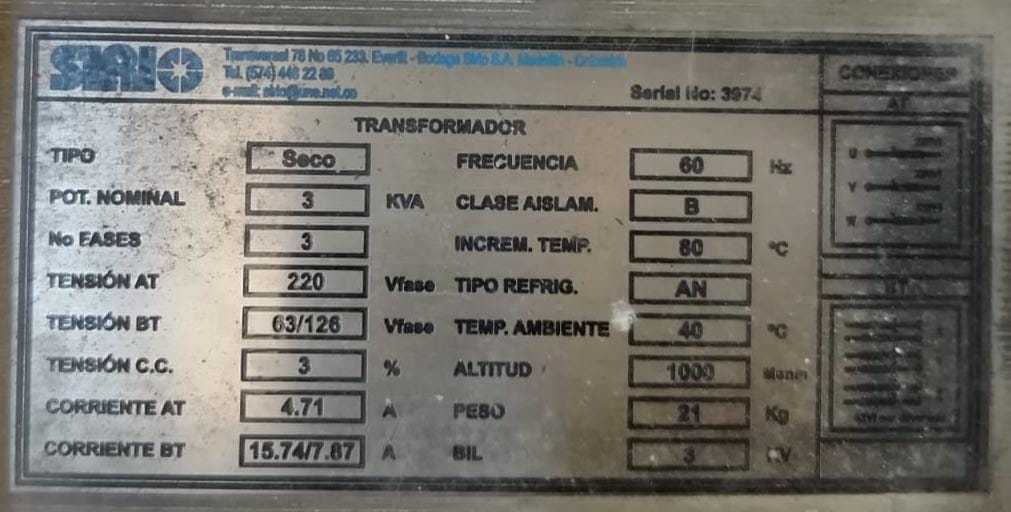 SIRIO
Transversal 78 No 65 233. Everfit - Bodega Sirio S.A. Medellín - Colombia
Tel. (574) 448 22 80
e-mail: sirio@une.net.co
Serial No: 3974
CONEXIONES
AT
TRANSFORMADOR
TIPO Seco FRECUENCIA 60 Hz
POT. NOMINAL 3 KVA CLASE AISLAM. B
No FASES 3 INCREM. TEMP. 80 °C
TENSIÓN AT 220 Vfase TIPO REFRIG. AN
TENSIÓN BT 63/126 Vfase TEMP. AMBIENTE 40 °C
TENSIÓN C.C. 3 % ALTITUD 1000 Msnm
CORRIENTE AT 4.71 A PESO 21 Kg
CORRIENTE BT 15.74/7.87 A BIL 3 KV
U
V
W
BT